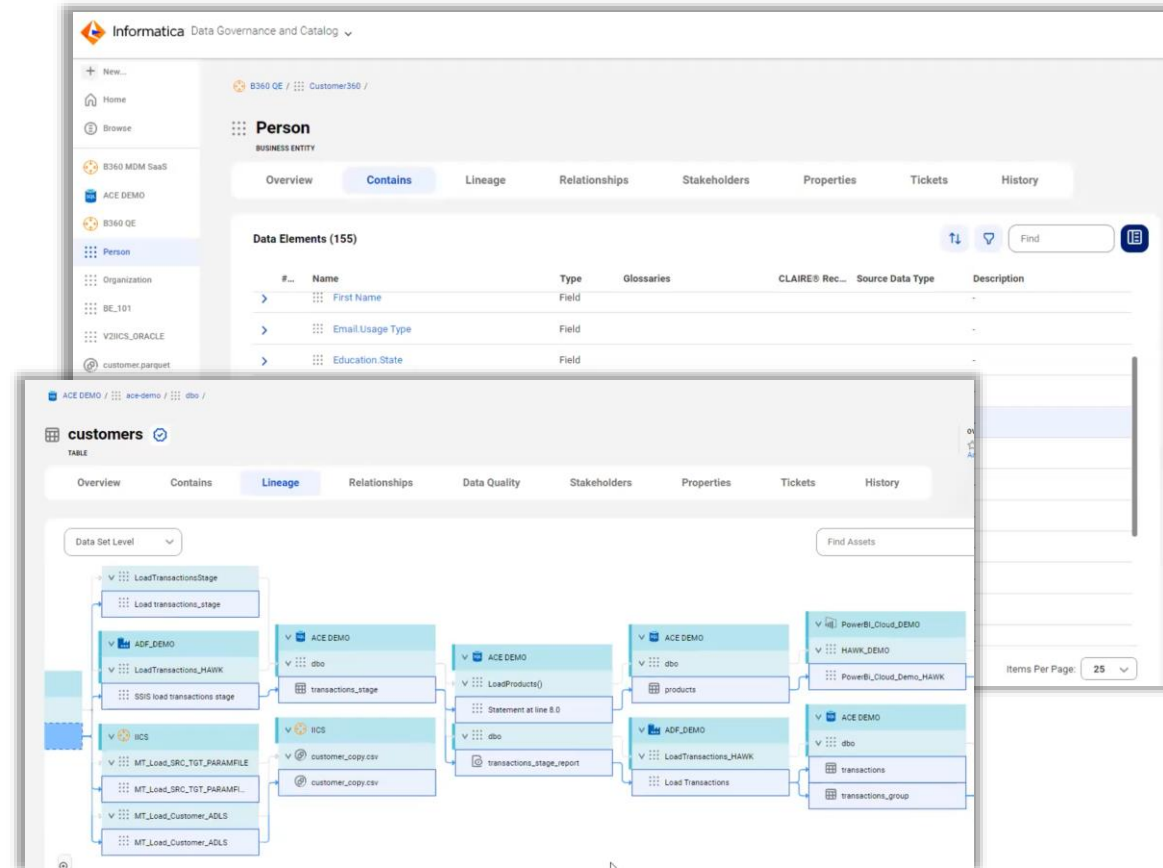 Informatica Data Governance and Catalog
New...
Home
Browse
B360 MDM SaaS
ACE DEMO
B360 QE
Person
Organization
BE_101
V2IICS_ORACLE
customer.parquet
B360 QE / Customer360 /
Person
BUSINESS ENTITY
Overview Contains Lineage Relationships Stakeholders Properties Tickets History
Data Elements (155)
Find
#... Name Type Glossaries CLAIRE® Rec... Source Data Type Description
First Name Field -
Email.Usage Type Field -
Education.State Field -
Items Per Page: 25
ACE DEMO / ace-demo / dbo /
customers
TABLE
Overview Contains Lineage Relationships Data Quality Stakeholders Properties Tickets History
Data Set Level
Find Assets
LoadTransactionsStage
Load transactions_stage
ADF_DEMO
LoadTransactions_HAWK
SSIS load transactions stage
IICS
MT_Load_SRC_TGT_PARAMFILE
MT_Load_SRC_TGT_PARAMFI...
MT_Load_Customer_ADLS
MT_Load_Customer_ADLS
ACE DEMO
dbo
transactions_stage
IICS
customer_copy.csv
customer_copy.csv
ACE DEMO
LoadProducts()
Statement at line 8.0
dbo
transactions_stage_report
ACE DEMO
dbo
products
ADF_DEMO
LoadTransactions_HAWK
Load Transactions
PowerBi_Cloud_DEMO
HAWK_DEMO
PowerBi_Cloud_Demo_HAWK
ACE DEMO
dbo
transactions
transactions_group